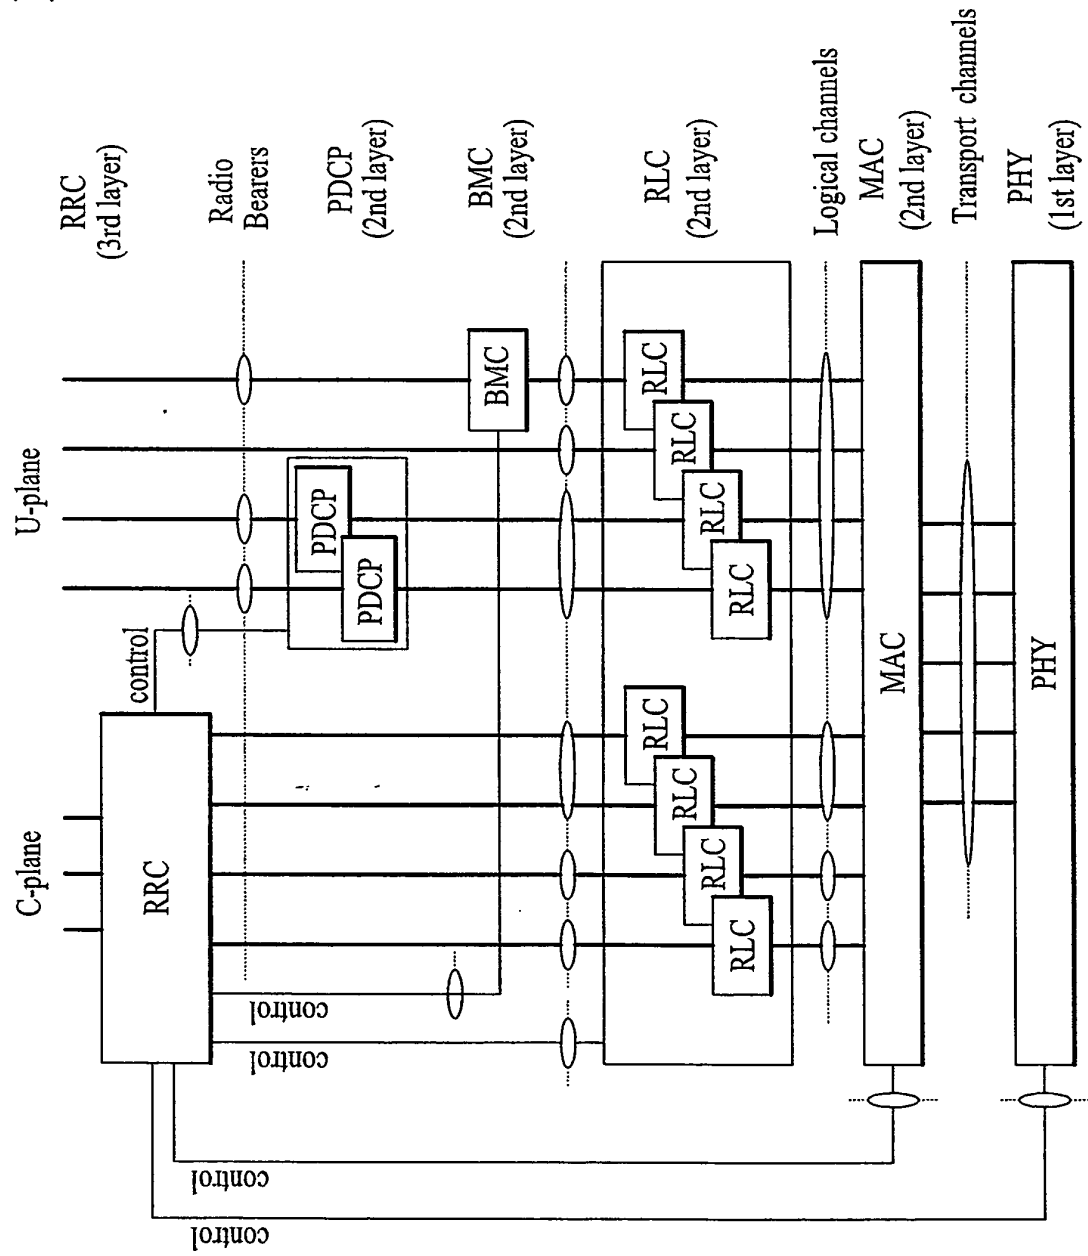 C-plane
U-plane
RRC
(3rd layer)
RRC
control
Radio
Bearers
control
control
control
control
PDCP
PDCP
PDCP
(2nd layer)
BMC
BMC
(2nd layer)
RLC
RLC
RLC
RLC
RLC
RLC
RLC
RLC
RLC
(2nd layer)
Logical channels
MAC
MAC
(2nd layer)
Transport channels
PHY
PHY
(1st layer)